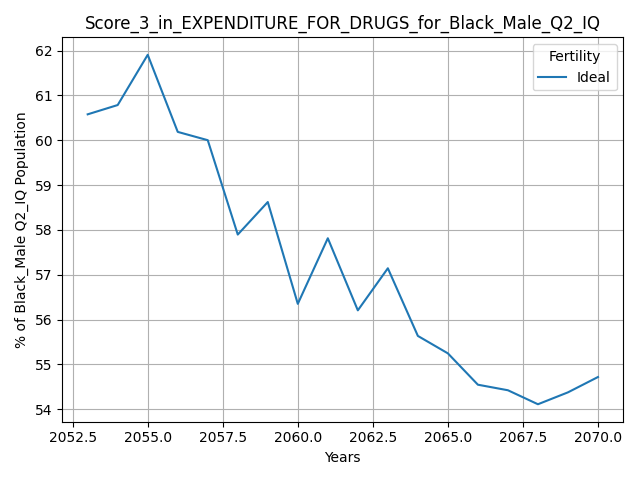 Score_3_in_EXPENDITURE_FOR_DRUGS_for_Black_Male_Q2_IQ
Fertility
Ideal
% of Black_Male Q2_IQ Population
62
61
60
59
58
57
56
55
54
2052.5 2055.0 2057.5 2060.0 2062.5 2065.0 2067.5 2070.0
Years